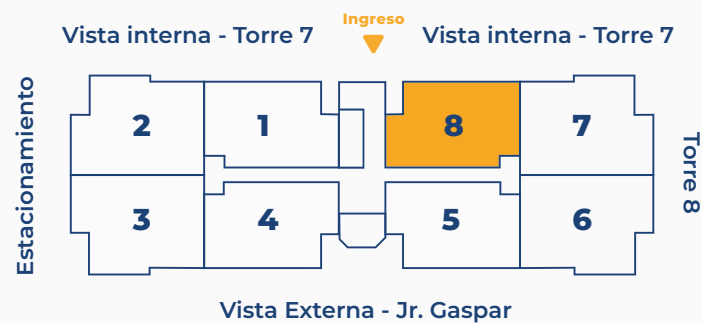 Ingreso
Vista interna - Torre 7
Vista interna - Torre 7
Estacionamiento
2
1
8
7
Torre 8
3
4
5
6
Vista Externa - Jr. Gaspar